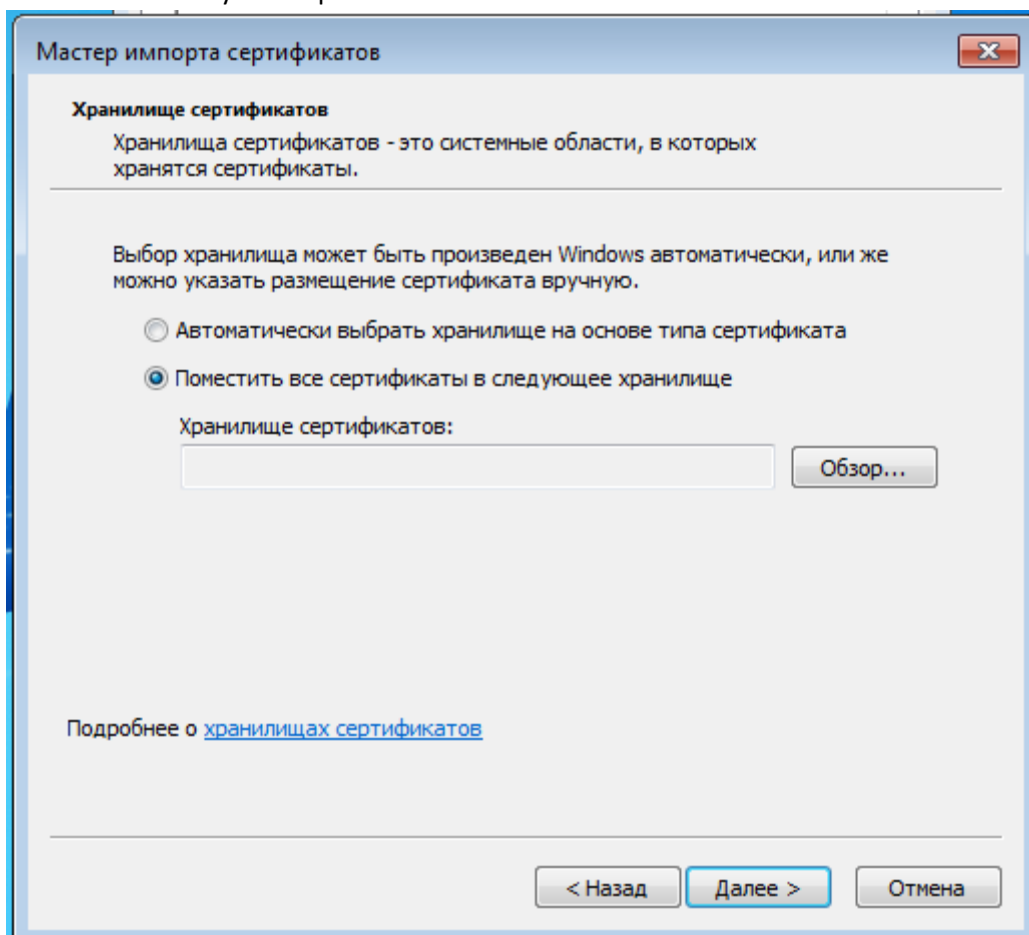 Мастер импорта сертификатов
Хранилище сертификатов
Хранилища сертификатов - это системные области, в которых
хранятся сертификаты.
Выбор хранилища может быть произведен Windows автоматически, или же
можно указать размещение сертификата вручную.
Автоматически выбрать хранилище на основе типа сертификата
Поместить все сертификаты в следующее хранилище
Хранилище сертификатов:
Обзор...
Подробнее о хранилищах сертификатов
< Назад
Далее >
Отмена